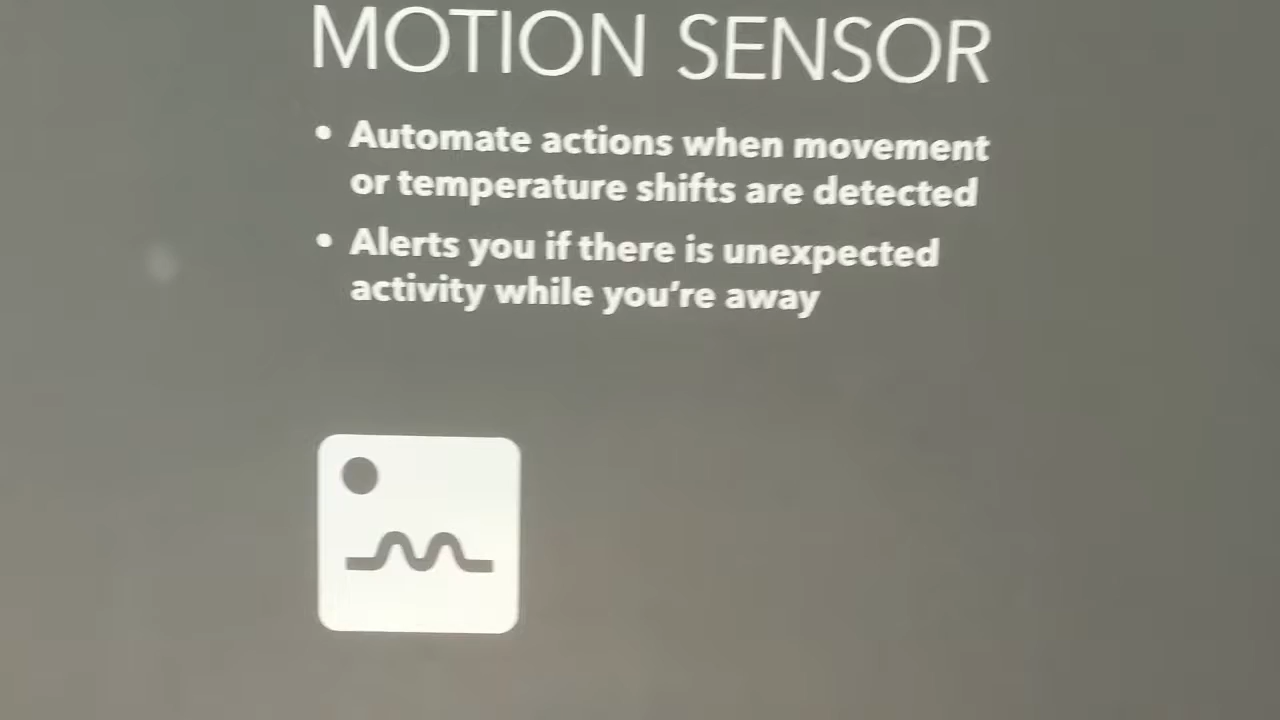 MOTION SENSOR
• Automate actions when movement
or temperature shifts are detected
• Alerts you if there is unexpected
activity while you're away